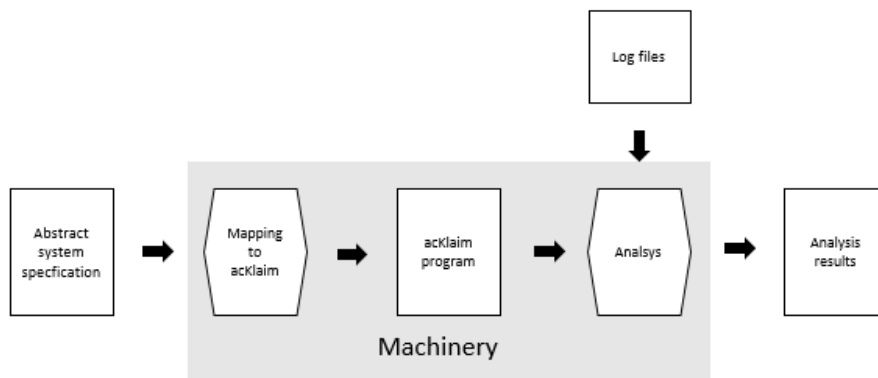 Log files
Abstract
system
specfication
Mapping
to
acKlaim
acKlaim
program
Analsys
Analysis
results
Machinery